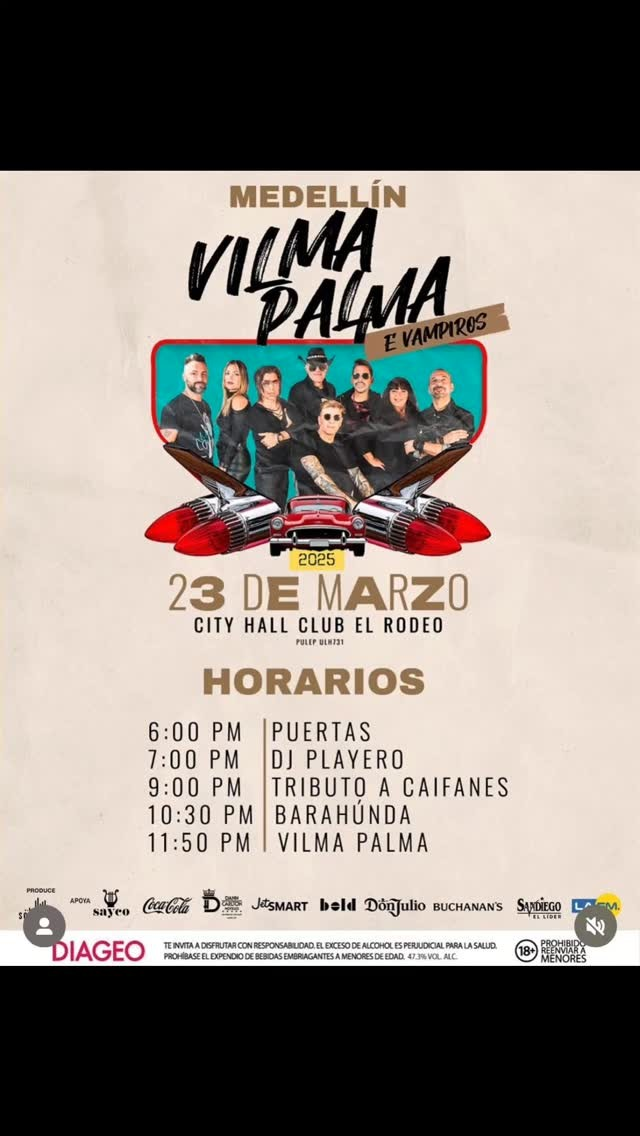 MEDELLÍN
VILMA
PALMA
E VAMPIROS
2025
23 DE MARZO
CITY HALL CLUB EL RODEO
PULEP ULH731
HORARIOS
6:00 PM PUERTAS
7:00 PM DJ PLAYERO
9:00 PM TRIBUTO A CAIFANES
10:30 PM BARAHÚNDA
11:50 PM VILMA PALMA
PRODUCE
APOYA sayco Coca-Cola DANN CARLTON JetSMART bold DonJulio BUCHANAN'S SANDIEGO EL LÍDER LA FM.
DIAGEO
TE INVITA A DISFRUTAR CON RESPONSABILIDAD. EL EXCESO DE ALCOHOL ES PERJUDICIAL PARA LA SALUD.
PROHÍBASE EL EXPENDIO DE BEBIDAS EMBRIAGANTES A MENORES DE EDAD. 47.3% VOL. ALC.
18+ PROHIBIDO
REENVIAR A
MENORES